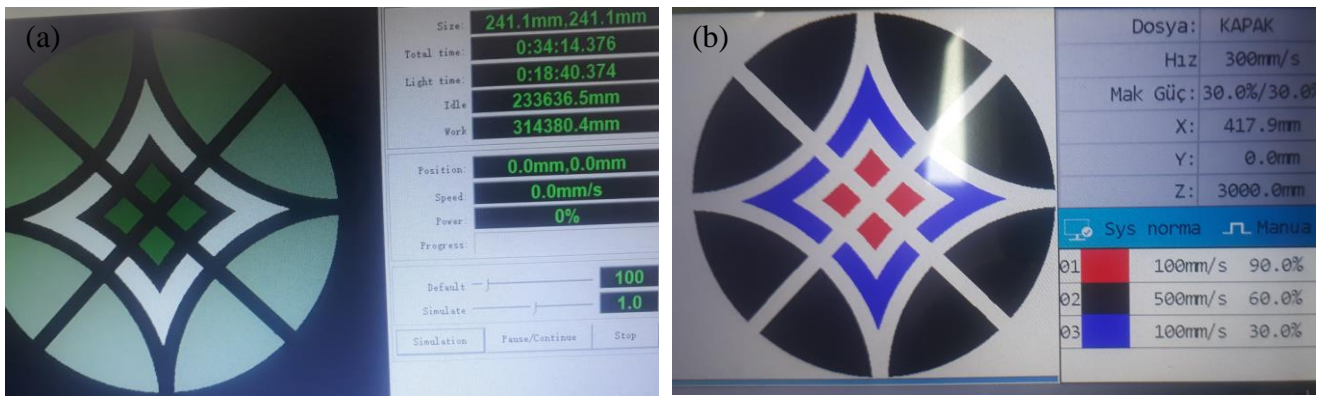 (a)
Size: 241.1mm,241.1mm
Total time: 0:34:14.376
Light time: 0:18:40.374
Idle 233636.5mm
Work 314380.4mm
Position: 0.0mm,0.0mm
Speed: 0.0mm/s
Power: 0%
Progress:
Default 100
Simulate 1.0
Simulation Pause/Continue Stop
(b)
Dosya: KAPAK
Hız 300mm/s
Mak Güç: 30.0%/30.0
X: 417.9mm
Y: 0.0mm
Z: 3000.0mm
Sys norma Manua
01 100mm/s 90.0%
02 500mm/s 60.0%
03 100mm/s 30.0%